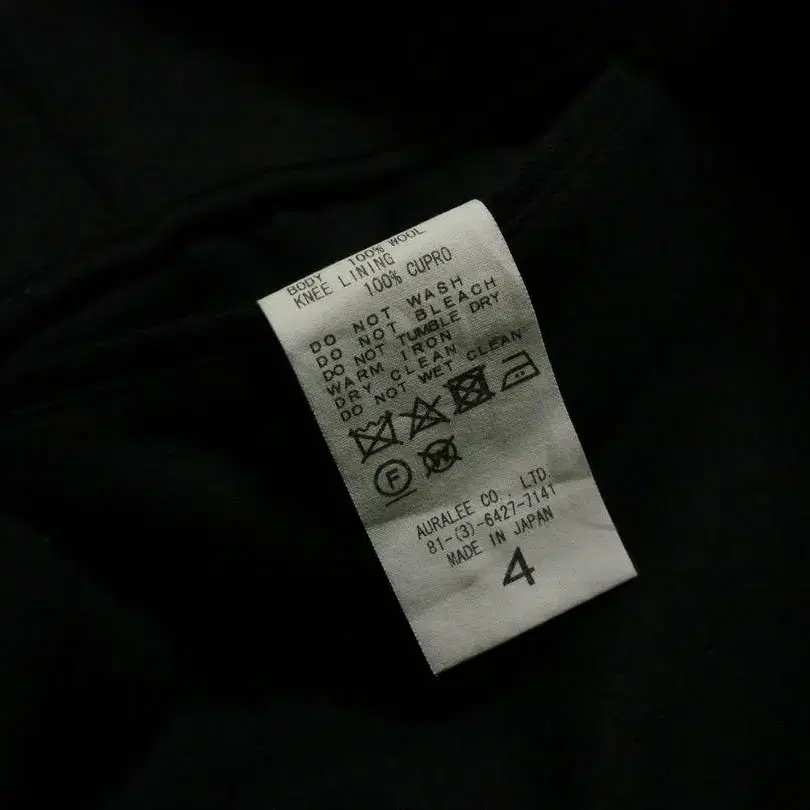 BODY 100% WOOL
KNEE LINING
100% CUPRO
DO NOT WASH
DO NOT BLEACH
DO NOT TUMBLE DRY
WARM IRON
DRY CLEAN
DO NOT WET CLEAN
F W
AURALEE CO., LTD.
81-(3)-6427-7141
MADE IN JAPAN
4